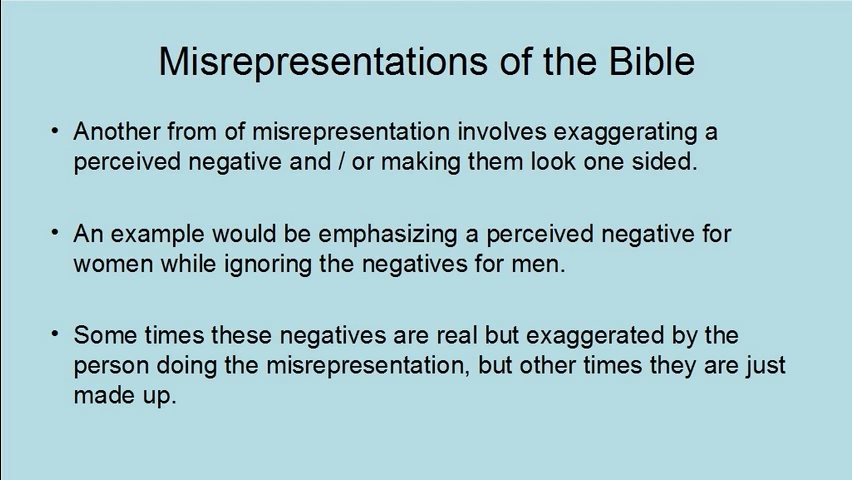 Misrepresentations of the Bible
• Another from of misrepresentation involves exaggerating a
perceived negative and / or making them look one sided.
• An example would be emphasizing a perceived negative for
women while ignoring the negatives for men.
• Some times these negatives are real but exaggerated by the
person doing the misrepresentation, but other times they are just
made up.